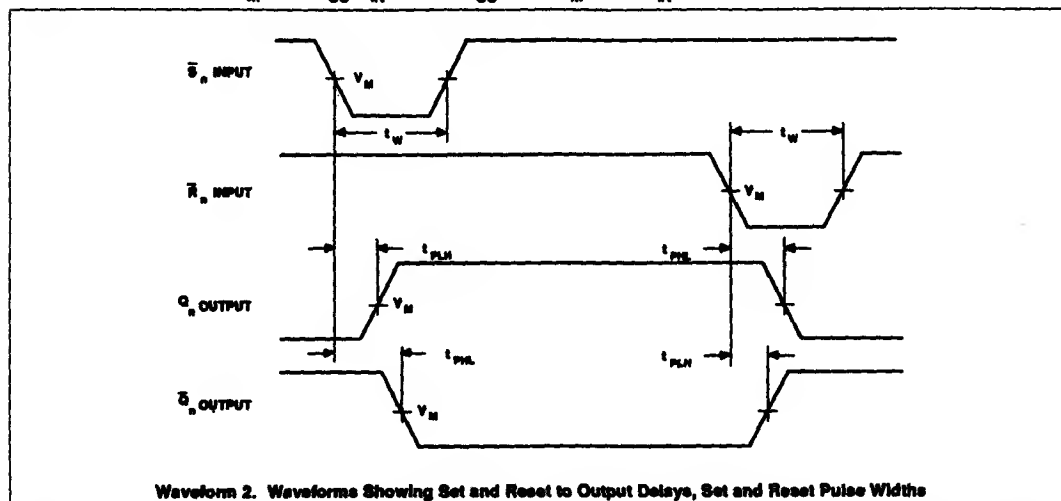 S̄n INPUT
VM
tW
tW
R̄n INPUT
VM
tPLH
tPHL
Qn OUTPUT
VM
tPHL
tPLH
Q̄n OUTPUT
VM
Waveform 2. Waveforms Showing Set and Reset to Output Delays, Set and Reset Pulse Widths